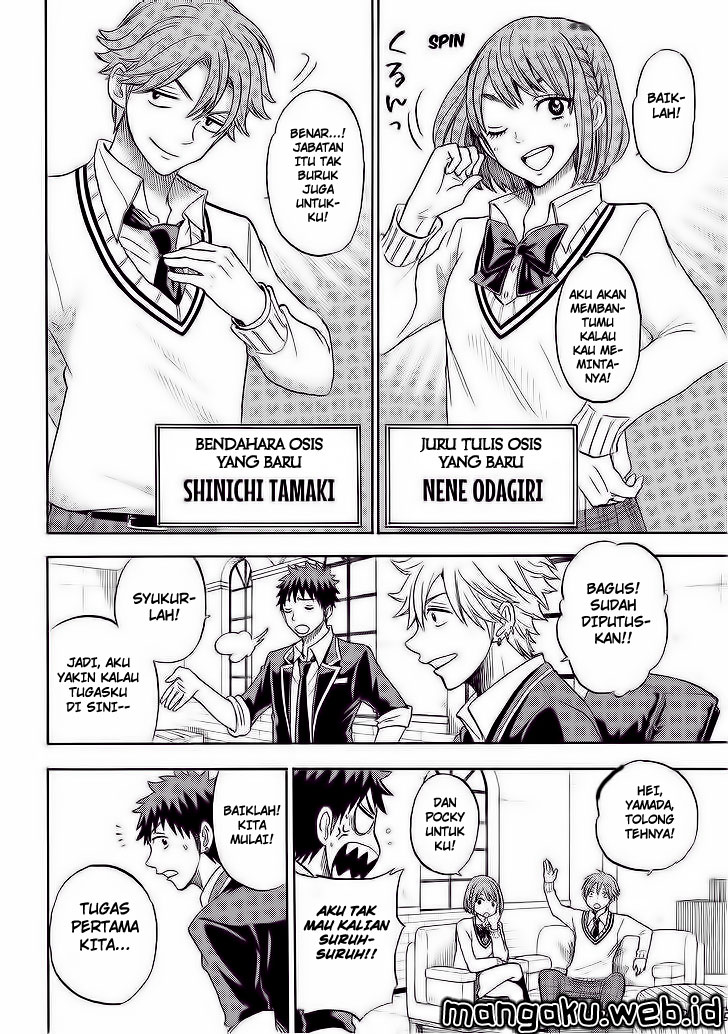 BAIK-
LAH!
SPIN
くるんっ
AKU AKAN
MEMBAN-
TUMU
KALAU
KAU ME-
MINTA-
NYA!
JURU TULIS OSIS
YANG BARU
NENE ODAGIRI
BENAR...!
JABATAN
ITU TAK
BURUK
JUGA
UNTUK-
KU!
BENDAHARA OSIS
YANG BARU
SHINICHI TAMAKI
BAGUS!
SUDAH
DIPUTUS-
KAN!!
SYUKUR-
LAH!
JADI, AKU
YAKIN KALAU
TUGASKU
DI SINI--
HEI,
YAMADA,
TOLONG
TEHNYA!
DAN
POCKY
UNTUK
KU!
AKU TAK
MAU KALIAN
SURUH-
SURUH!!
BAIKLAH!
KITA
MULAI!
TUGAS
PERTAMA
KITA...
mangaku.web.id